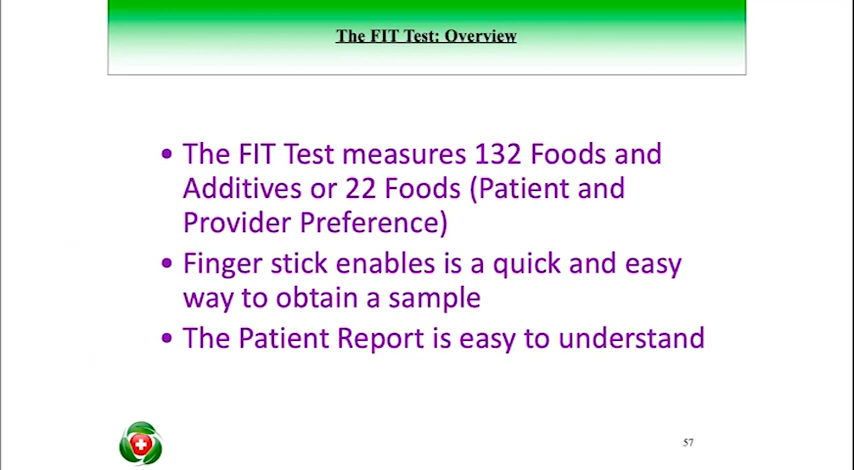 The FIT Test: Overview
• The FIT Test measures 132 Foods and
Additives or 22 Foods (Patient and
Provider Preference)
• Finger stick enables is a quick and easy
way to obtain a sample
• The Patient Report is easy to understand
57